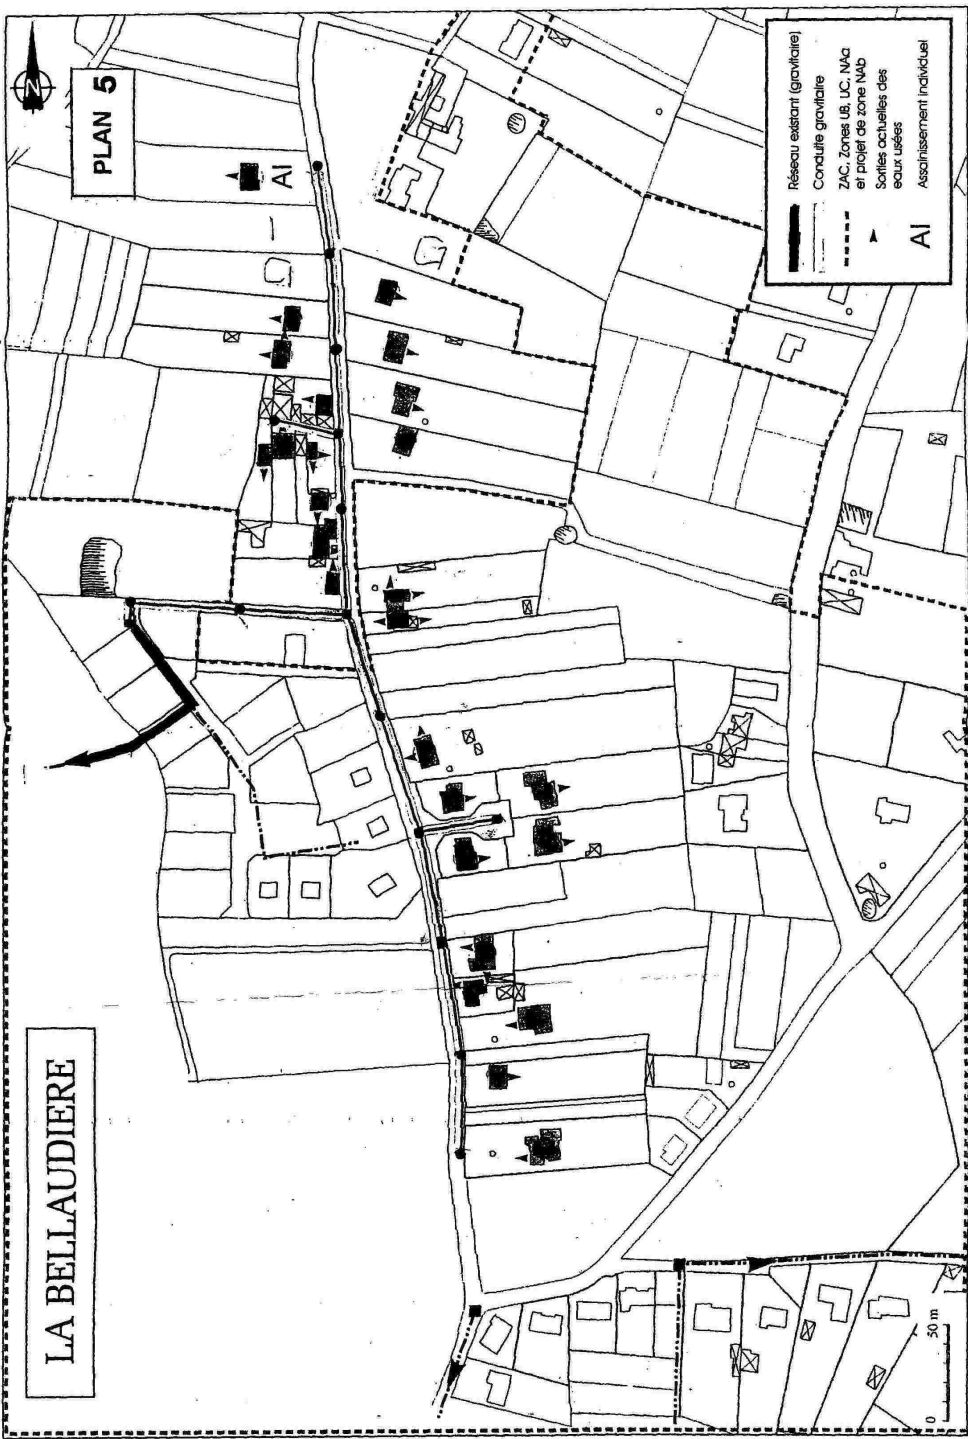 LA BELLAUDIERE
PLAN 5
N
AI
Réseau existant (gravitaire)
Conduite gravitaire
ZAC, Zones UB, UC, NAa
et projet de zone NAb
Sorties actuelles des
eaux usées
AI
Assainissement individuel
0
50 m